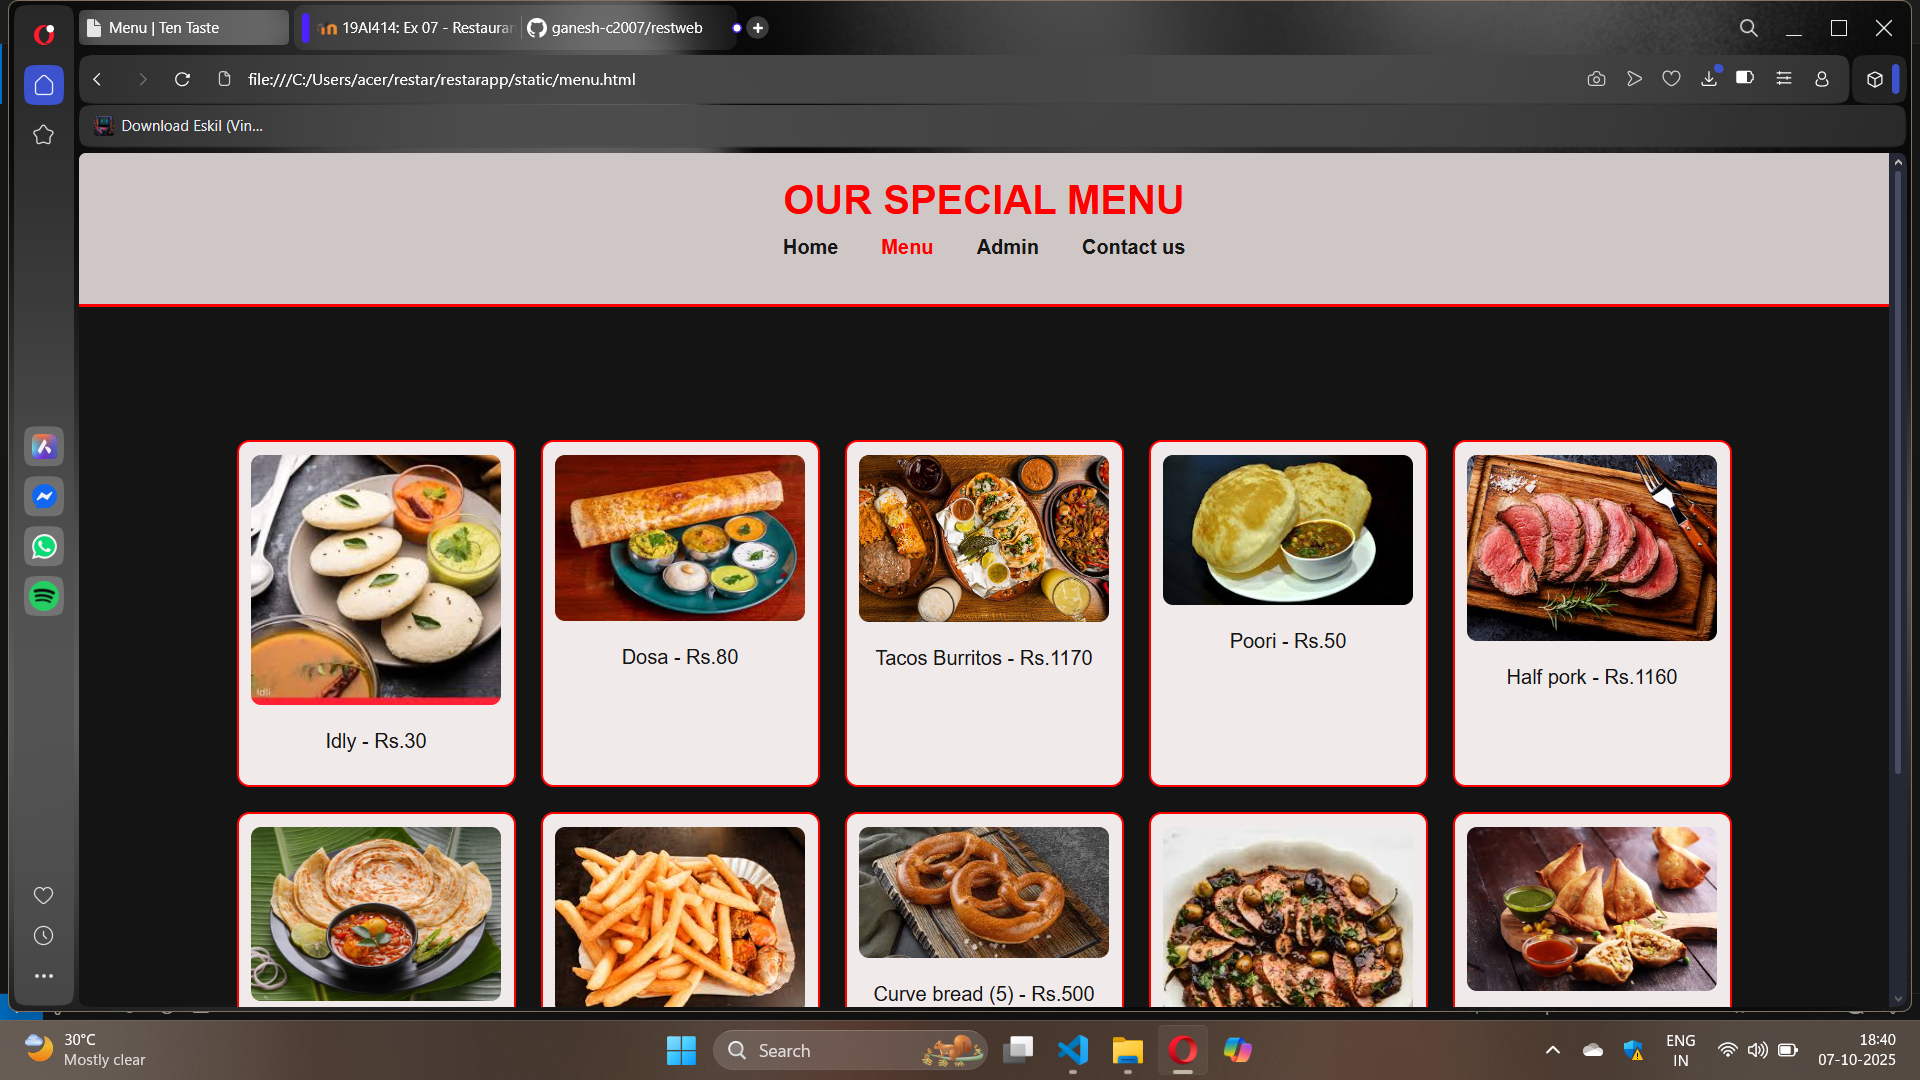 Menu | Ten Taste
19AI414: Ex 07 - Restauran
ganesh-c2007/restweb
file:///C:/Users/acer/restar/restarapp/static/menu.html
Download Eskil (Vin...
OUR SPECIAL MENU
Home
Menu
Admin
Contact us
Idli
Idly - Rs.30
Dosa - Rs.80
Tacos Burritos - Rs.1170
Poori - Rs.50
Half pork - Rs.1160
Curve bread (5) - Rs.500
30°C
Mostly clear
Search
ENG
IN
18:40
07-10-2025